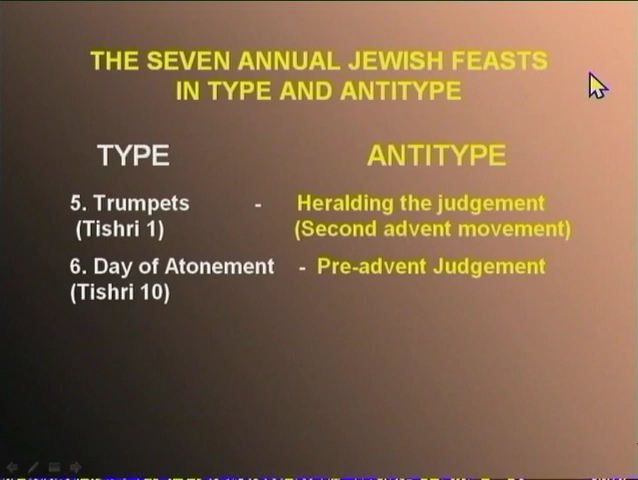 THE SEVEN ANNUAL JEWISH FEASTS
IN TYPE AND ANTITYPE
TYPE ANTITYPE
5. Trumpets - Heralding the judgement
(Tishri 1) (Second advent movement)
6. Day of Atonement - Pre-advent Judgement
(Tishri 10)